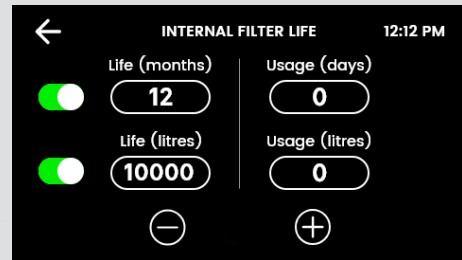 INTERNAL FILTER LIFE 12:12 PM
Life (months) Usage (days)
12 0
Life (litres) Usage (litres)
10000 0